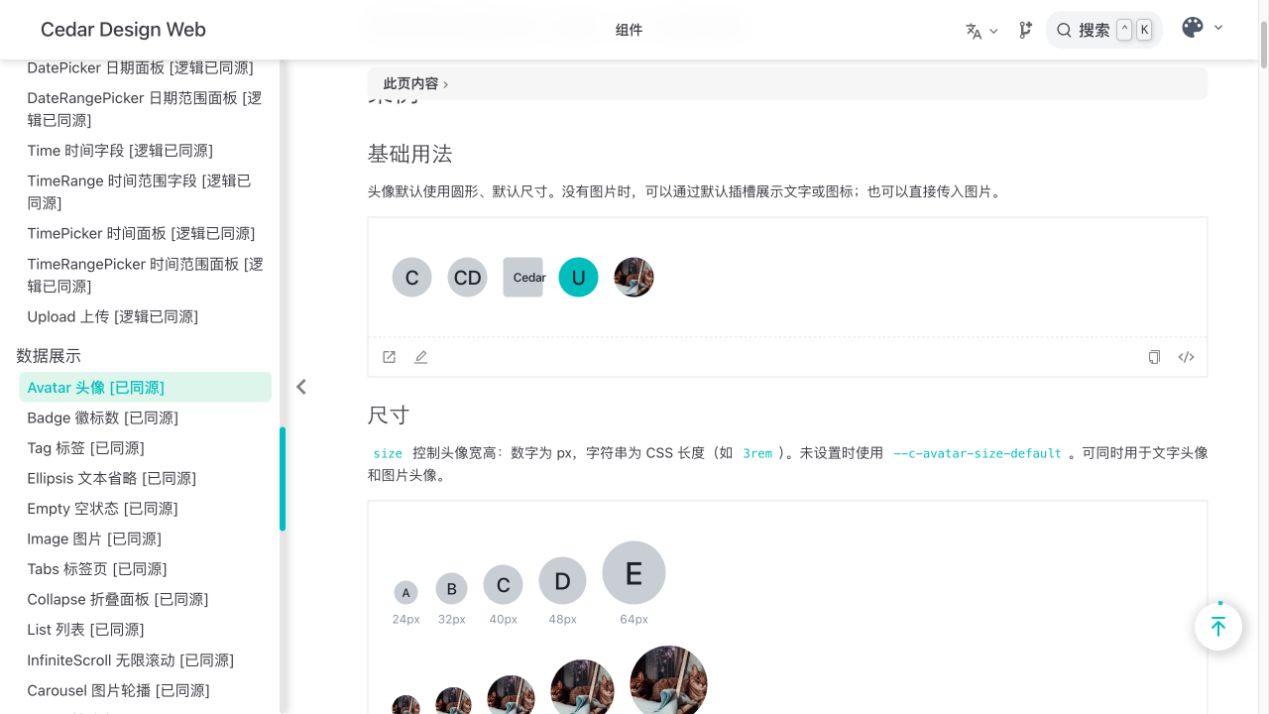 Cedar Design Web
组件
搜索 ^ K
DatePicker 日期面板 [逻辑已同源]
DateRangePicker 日期范围面板 [逻
辑已同源]
Time 时间字段 [逻辑已同源]
TimeRange 时间范围字段 [逻辑已
同源]
TimePicker 时间面板 [逻辑已同源]
TimeRangePicker 时间范围面板 [逻
辑已同源]
Upload 上传 [逻辑已同源]
数据展示
Avatar 头像 [已同源]
Badge 徽标数 [已同源]
Tag 标签 [已同源]
Ellipsis 文本省略 [已同源]
Empty 空状态 [已同源]
Image 图片 [已同源]
Tabs 标签页 [已同源]
Collapse 折叠面板 [已同源]
List 列表 [已同源]
InfiniteScroll 无限滚动 [已同源]
Carousel 图片轮播 [已同源]
此页内容 ›
基础用法
头像默认使用圆形、默认尺寸。没有图片时，可以通过默认插槽展示文字或图标；也可以直接传入图片。
C CD Cedar U
尺寸
size 控制头像宽高：数字为 px，字符串为 CSS 长度（如 3rem ）。未设置时使用 --c-avatar-size-default 。可同时用于文字头像
和图片头像。
A B C D E
24px 32px 40px 48px 64px